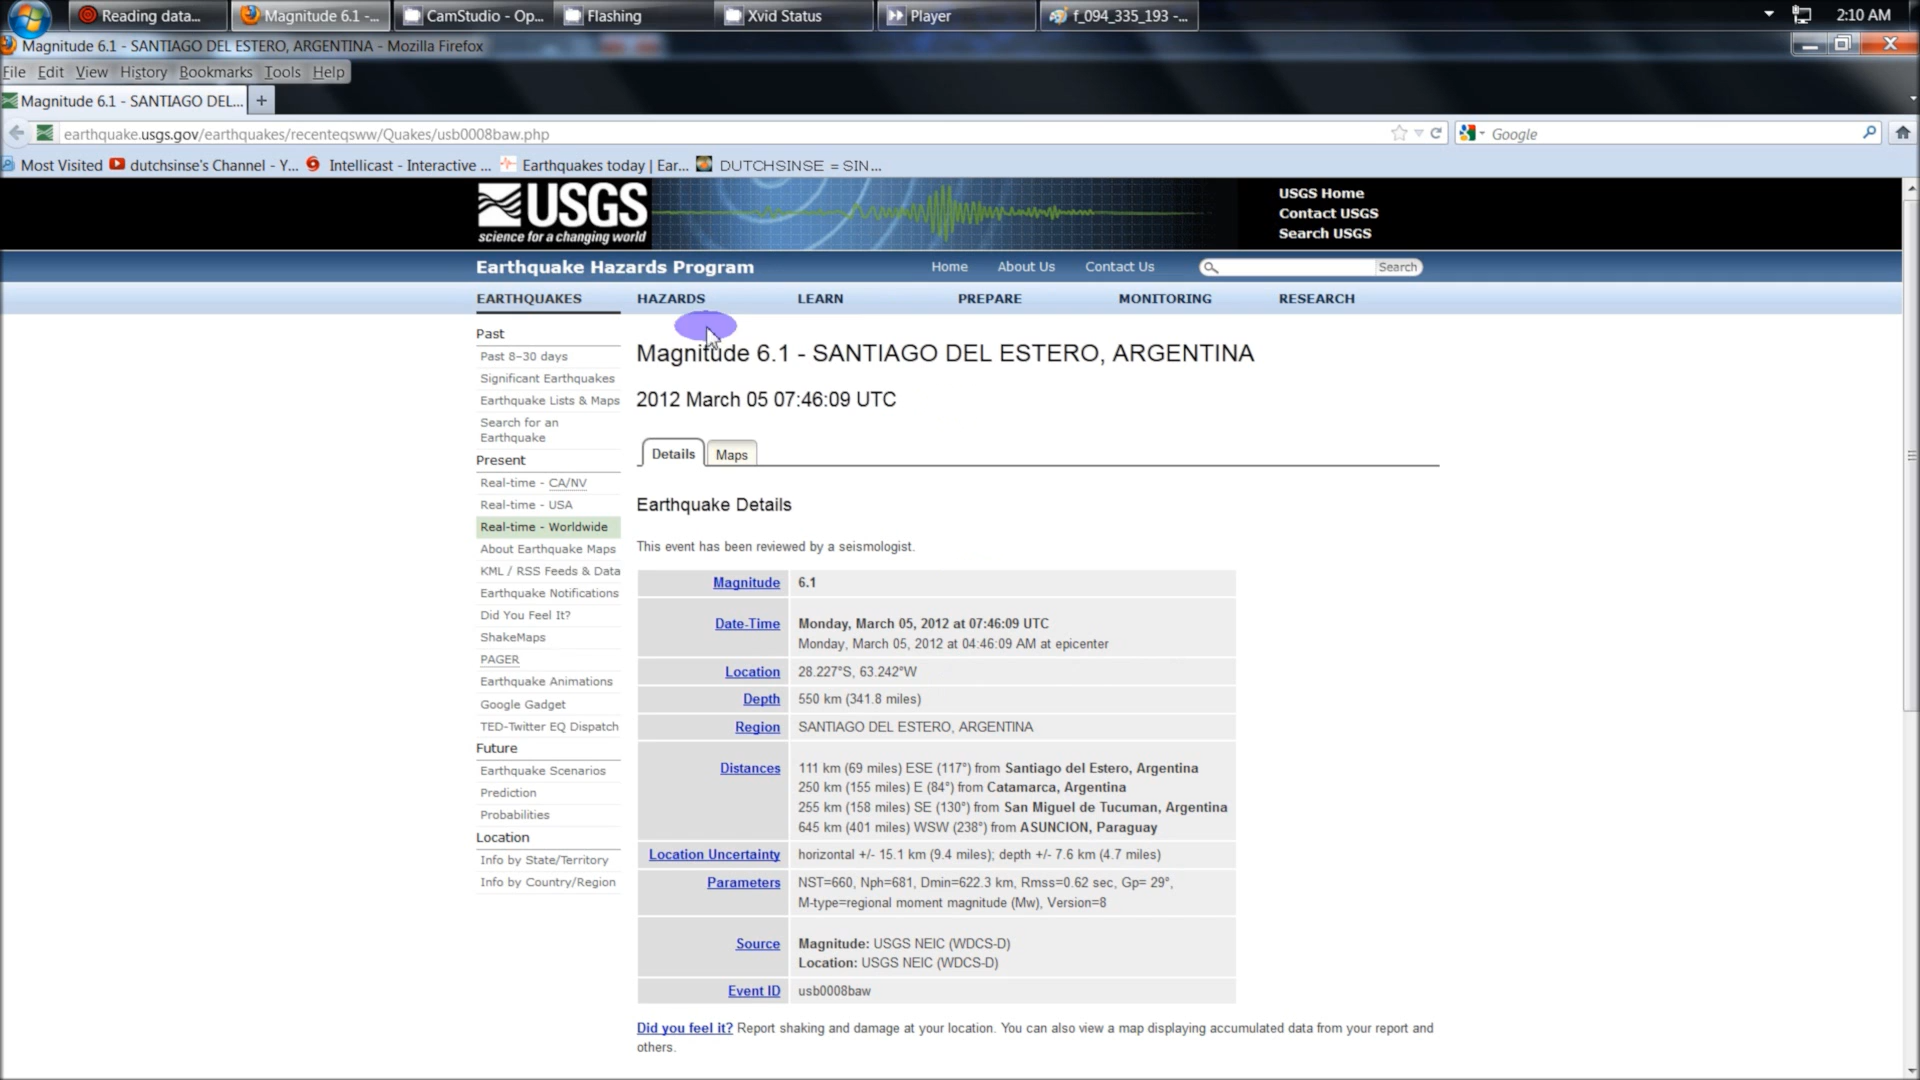 Reading data...
Magnitude 6.1 -...
CamStudio - Op...
Flashing
Xvid Status
Player
f_094_335_193 -...
2:10 AM
Magnitude 6.1 - SANTIAGO DEL ESTERO, ARGENTINA - Mozilla Firefox
File Edit View History Bookmarks Tools Help
Magnitude 6.1 - SANTIAGO DEL... +
earthquake.usgs.gov/earthquakes/recenteqsww/Quakes/usb0008baw.php
Google
Most Visited dutchsinse's Channel - Y... Intellicast - Interactive ... Earthquakes today | Ear... DUTCHSINSE = SIN...
USGS
science for a changing world
USGS Home
Contact USGS
Search USGS
Earthquake Hazards Program
Home About Us Contact Us Search
EARTHQUAKES HAZARDS LEARN PREPARE MONITORING RESEARCH
Past
Past 8–30 days
Significant Earthquakes
Earthquake Lists & Maps
Search for an
Earthquake
Present
Real-time - CA/NV
Real-time - USA
Real-time - Worldwide
About Earthquake Maps
KML / RSS Feeds & Data
Earthquake Notifications
Did You Feel It?
ShakeMaps
PAGER
Earthquake Animations
Google Gadget
TED-Twitter EQ Dispatch
Future
Earthquake Scenarios
Prediction
Probabilities
Location
Info by State/Territory
Info by Country/Region
Magnitude 6.1 - SANTIAGO DEL ESTERO, ARGENTINA
2012 March 05 07:46:09 UTC
Details Maps
Earthquake Details
This event has been reviewed by a seismologist.
Magnitude 6.1
Date-Time Monday, March 05, 2012 at 07:46:09 UTC
Monday, March 05, 2012 at 04:46:09 AM at epicenter
Location 28.227°S, 63.242°W
Depth 550 km (341.8 miles)
Region SANTIAGO DEL ESTERO, ARGENTINA
Distances 111 km (69 miles) ESE (117°) from Santiago del Estero, Argentina
250 km (155 miles) E (84°) from Catamarca, Argentina
255 km (158 miles) SE (130°) from San Miguel de Tucuman, Argentina
645 km (401 miles) WSW (238°) from ASUNCION, Paraguay
Location Uncertainty horizontal +/- 15.1 km (9.4 miles); depth +/- 7.6 km (4.7 miles)
Parameters NST=660, Nph=681, Dmin=622.3 km, Rmss=0.62 sec, Gp= 29°,
M-type=regional moment magnitude (Mw), Version=8
Source Magnitude: USGS NEIC (WDCS-D)
Location: USGS NEIC (WDCS-D)
Event ID usb0008baw
Did you feel it? Report shaking and damage at your location. You can also view a map displaying accumulated data from your report and
others.